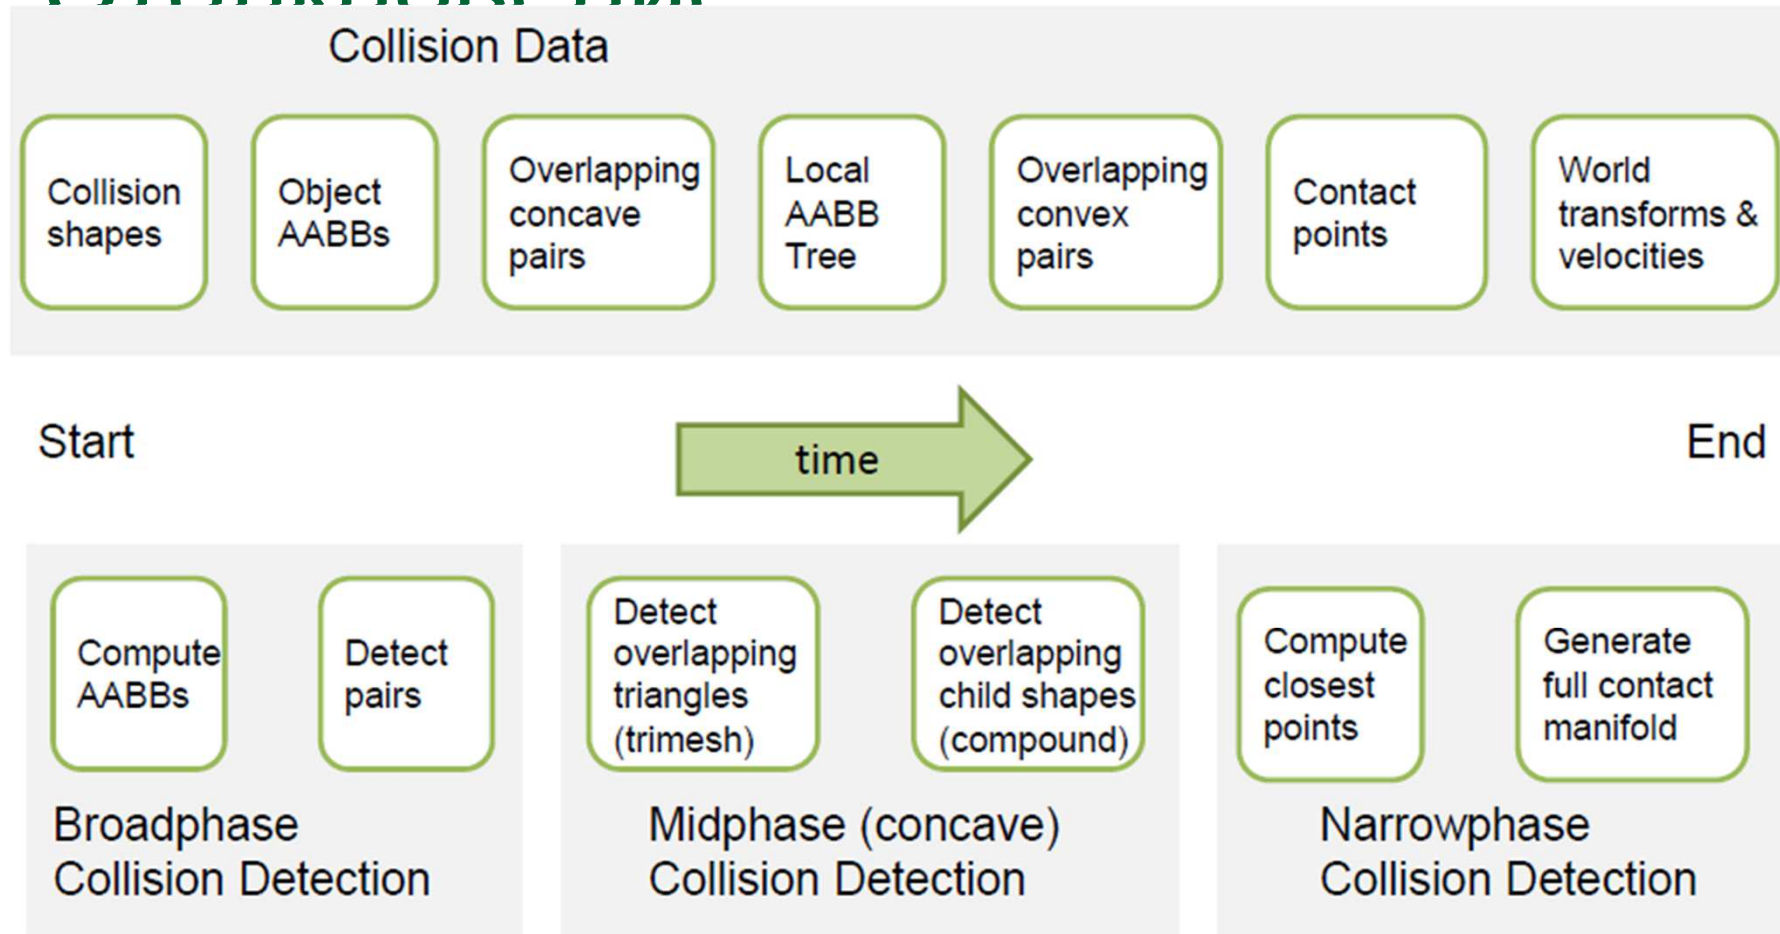 Collision Data
Collision
shapes
Object
AABBs
Overlapping
concave
pairs
Local
AABB
Tree
Overlapping
convex
pairs
Contact
points
World
transforms &
velocities
Start
time
End
Compute
AABBs
Detect
pairs
Detect
overlapping
triangles
(trimesh)
Detect
overlapping
child shapes
(compound)
Compute
closest
points
Generate
full contact
manifold
Broadphase
Collision Detection
Midphase (concave)
Collision Detection
Narrowphase
Collision Detection